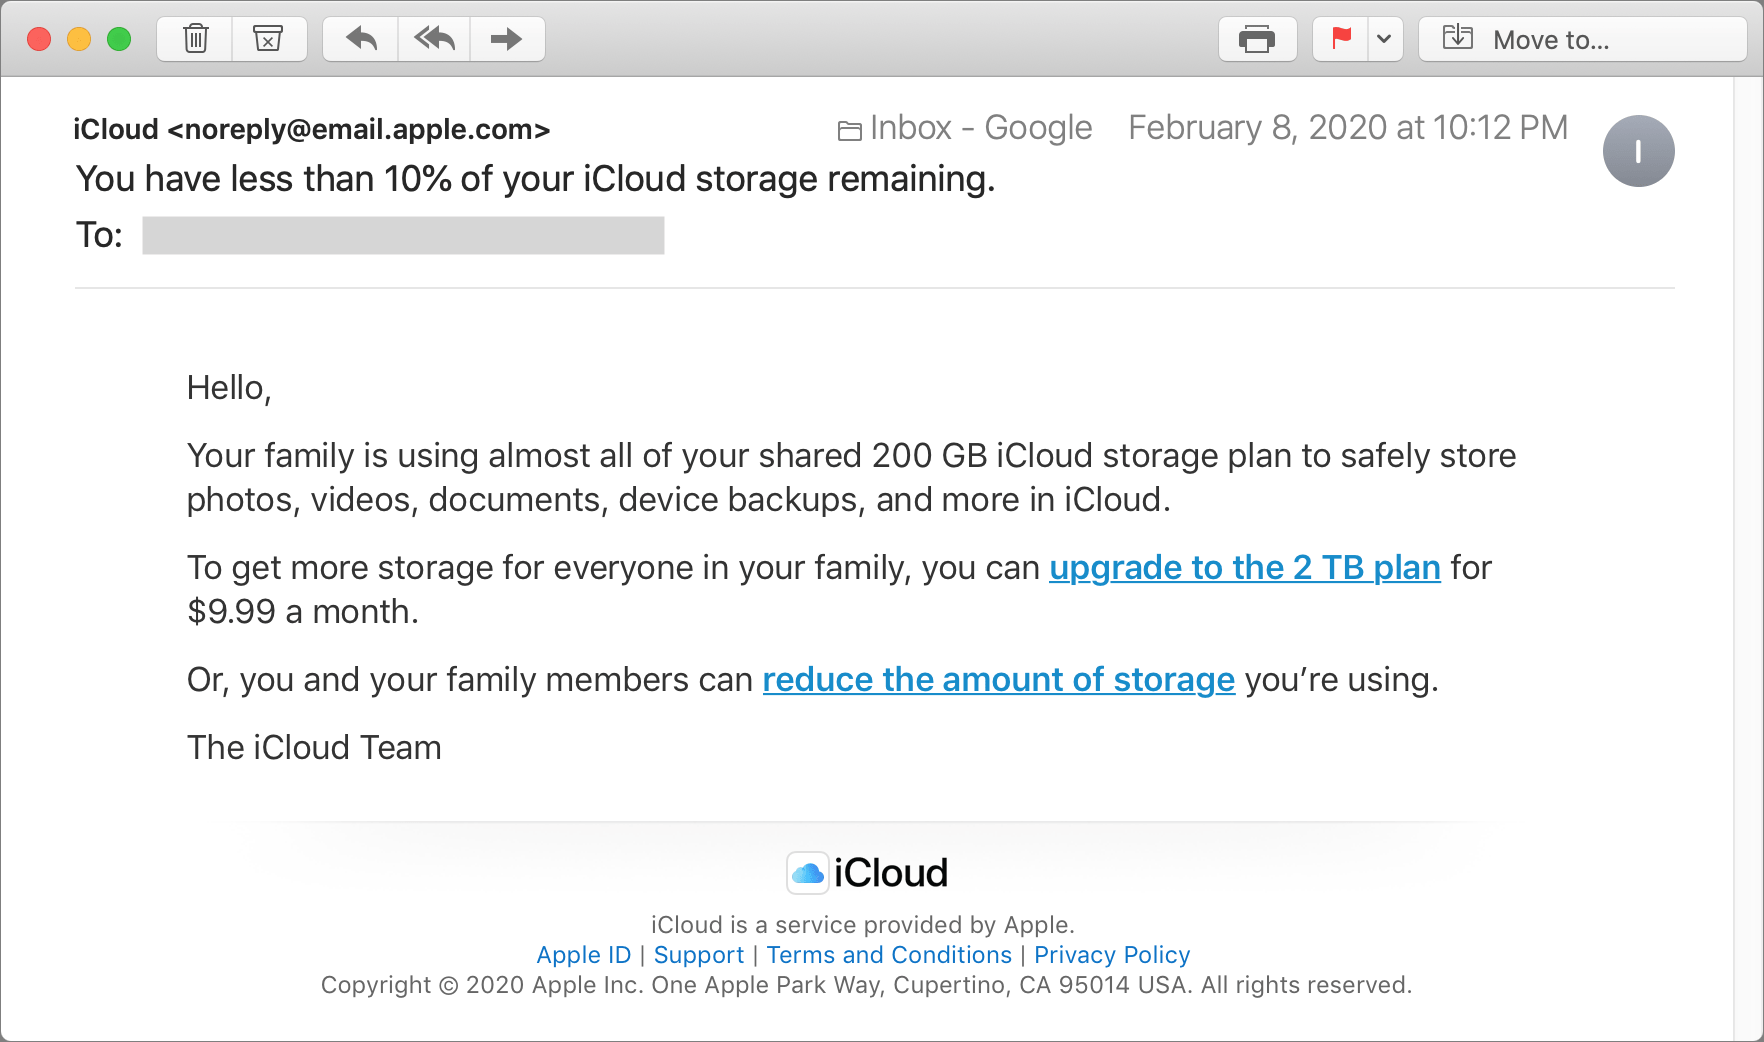 Move to...
iCloud <noreply@email.apple.com>
Inbox - Google
February 8, 2020 at 10:12 PM
I
You have less than 10% of your iCloud storage remaining.
To:
Hello,
Your family is using almost all of your shared 200 GB iCloud storage plan to safely store
photos, videos, documents, device backups, and more in iCloud.
To get more storage for everyone in your family, you can upgrade to the 2 TB plan for
$9.99 a month.
Or, you and your family members can reduce the amount of storage you’re using.
The iCloud Team
iCloud
iCloud is a service provided by Apple.
Apple ID | Support | Terms and Conditions | Privacy Policy
Copyright © 2020 Apple Inc. One Apple Park Way, Cupertino, CA 95014 USA. All rights reserved.